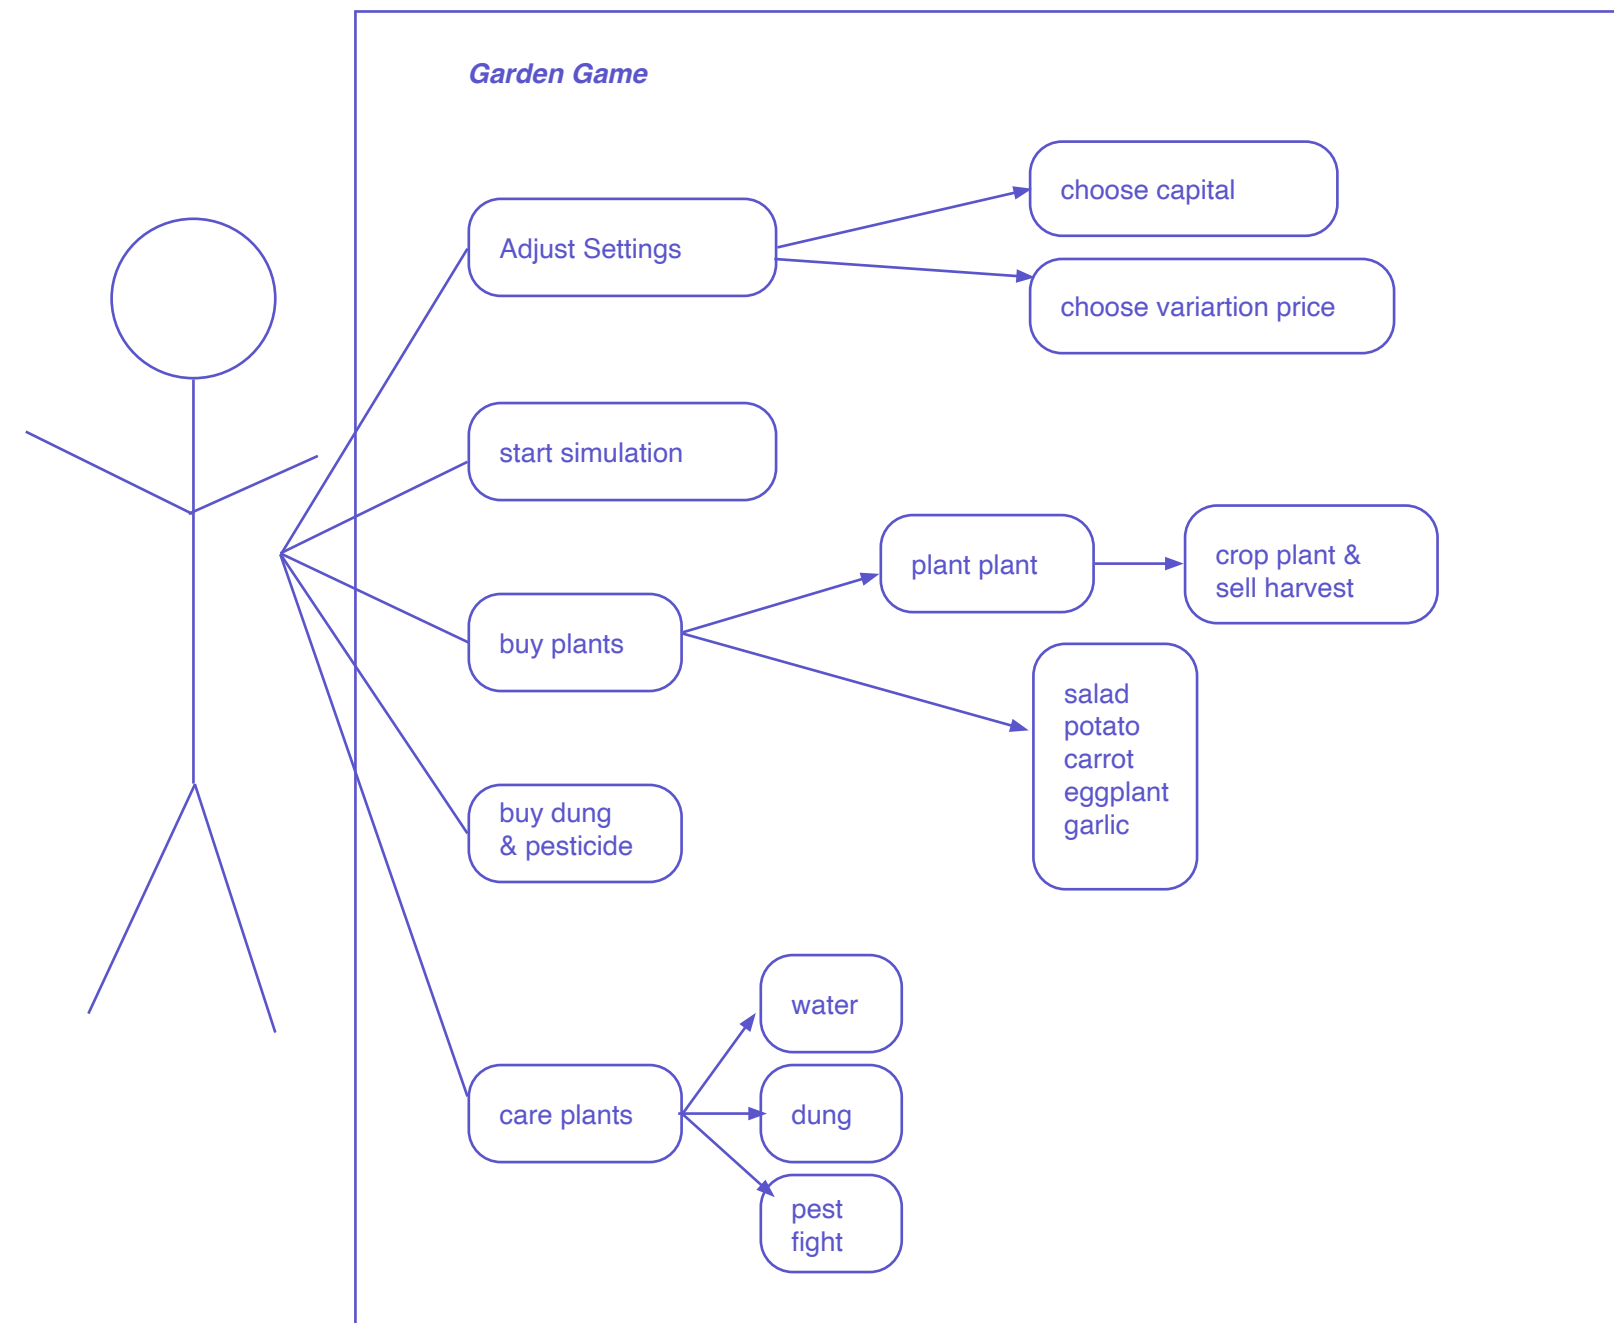 Garden Game
Adjust Settings
choose capital
choose variartion price
start simulation
buy plants
plant plant
crop plant &
sell harvest
salad
potato
carrot
eggplant
garlic
buy dung
& pesticide
care plants
water
dung
pest
fight